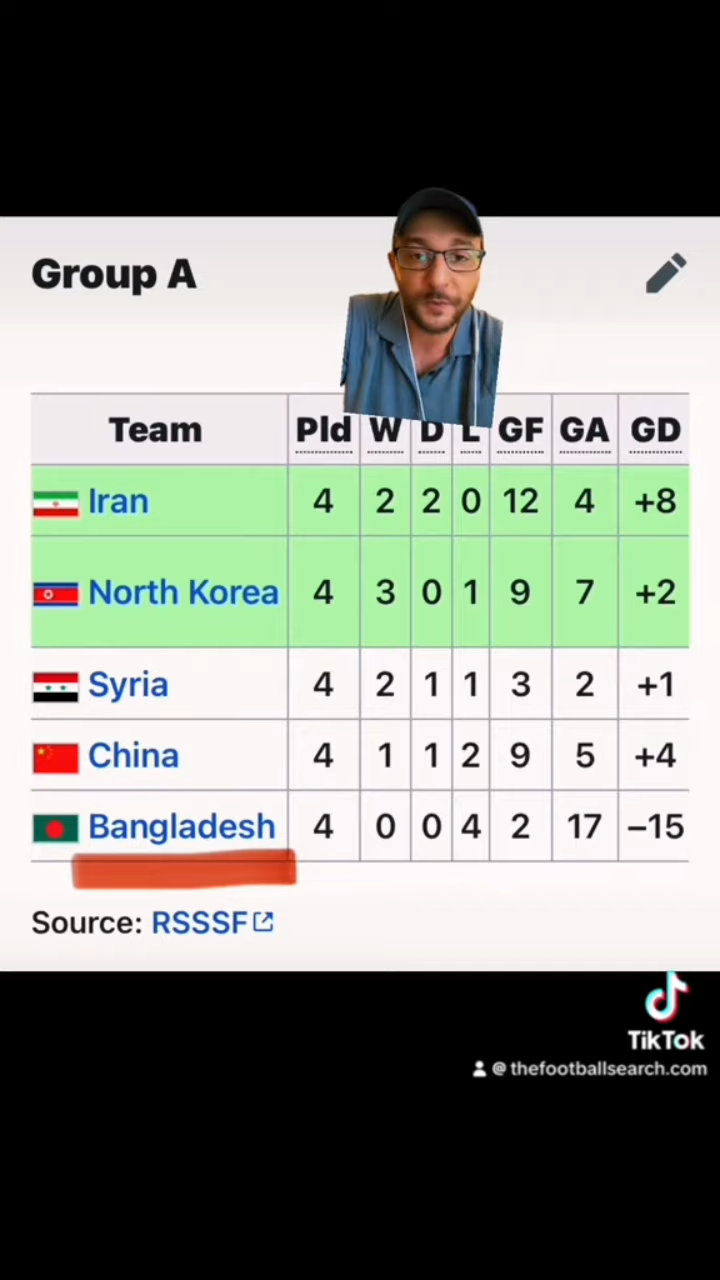 Group A
Team Pld W D L GF GA GD
Iran 4 2 2 0 12 4 +8
North Korea 4 3 0 1 9 7 +2
Syria 4 2 1 1 3 2 +1
China 4 1 1 2 9 5 +4
Bangladesh 4 0 0 4 2 17 −15
Source: RSSSF
TikTok
@ thefootballsearch.com